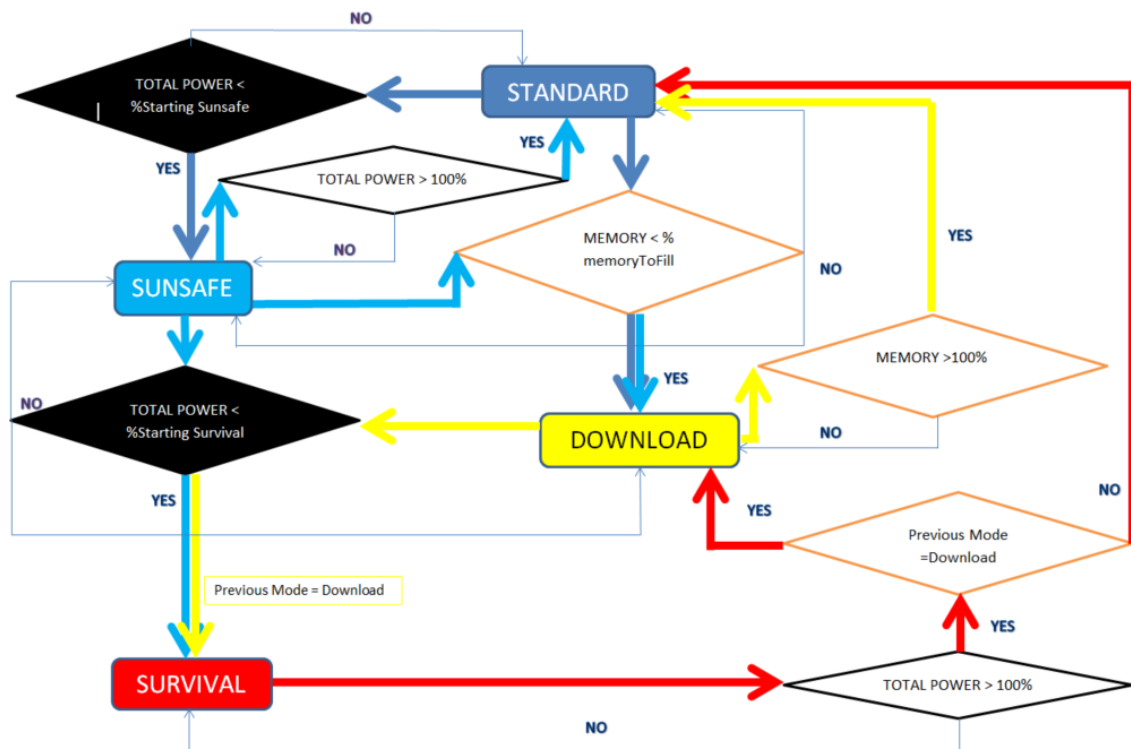 NO
TOTAL POWER <
%Starting Sunsafe
STANDARD
YES
YES
TOTAL POWER > 100%
NO
MEMORY < %
memoryToFill
YES
NO
SUNSAFE
MEMORY >100%
YES
NO
TOTAL POWER <
%Starting Survival
DOWNLOAD
NO
YES
YES
NO
Previous Mode
=Download
Previous Mode = Download
YES
SURVIVAL
TOTAL POWER > 100%
NO